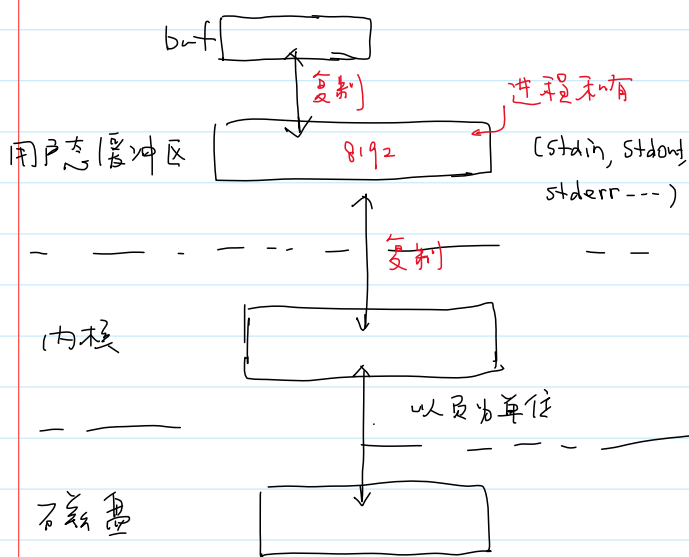 buf
复制
进程私有
用户态缓冲区
8192
(stdin, stdout,
stderr ---)
复制
内核
以页为单位
磁盘